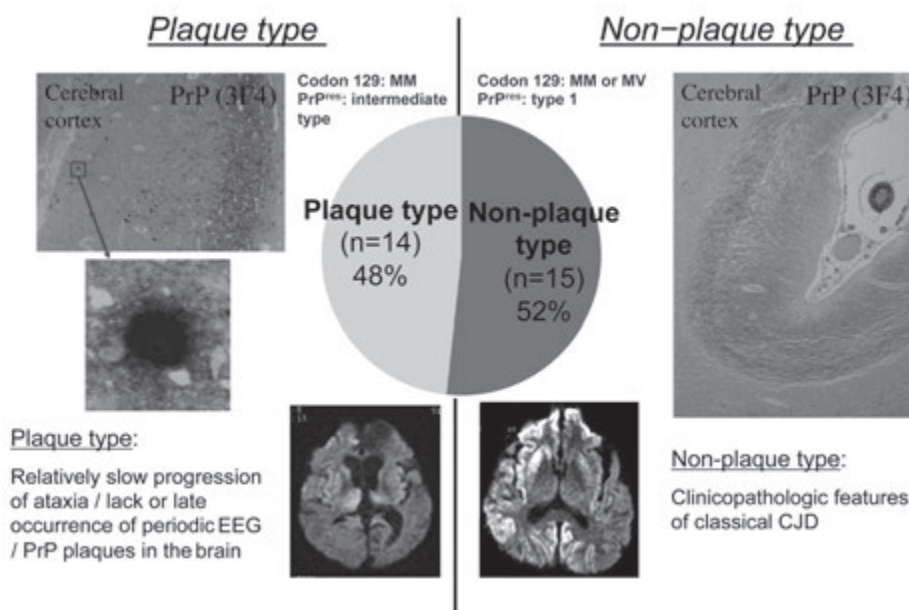 Plaque type
Non-plaque type
Cerebral
cortex
PrP (3F4)
Codon 129: MM
PrPres: intermediate
type
Codon 129: MM or MV
PrPres: type 1
Cerebral
cortex
PrP (3F4)
Plaque type
(n=14)
48%
Non-plaque
type
(n=15)
52%
Plaque type:
Relatively slow progression
of ataxia / lack or late
occurrence of periodic EEG
/ PrP plaques in the brain
Non-plaque type:
Clinicopathologic features
of classical CJD